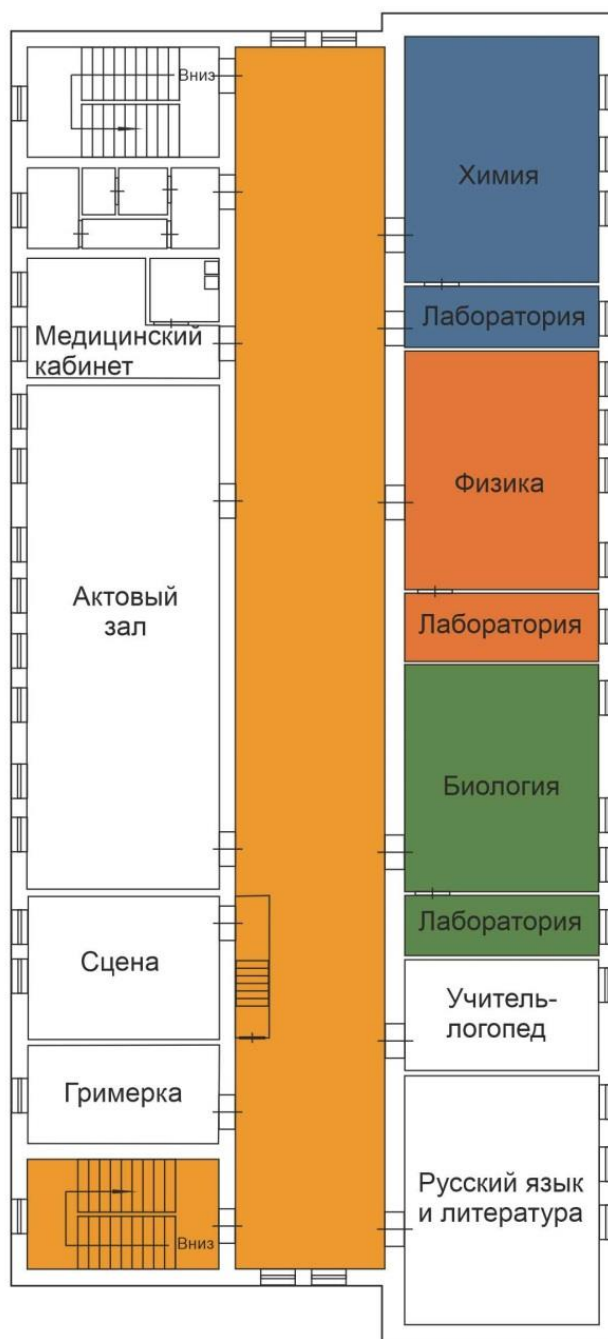 Вниз
Химия
Лаборатория
Медицинский
кабинет
Физика
Актовый
зал
Лаборатория
Биология
Лаборатория
Сцена
Учитель-
логопед
Гримерка
Русский язык
и литература
Вниз